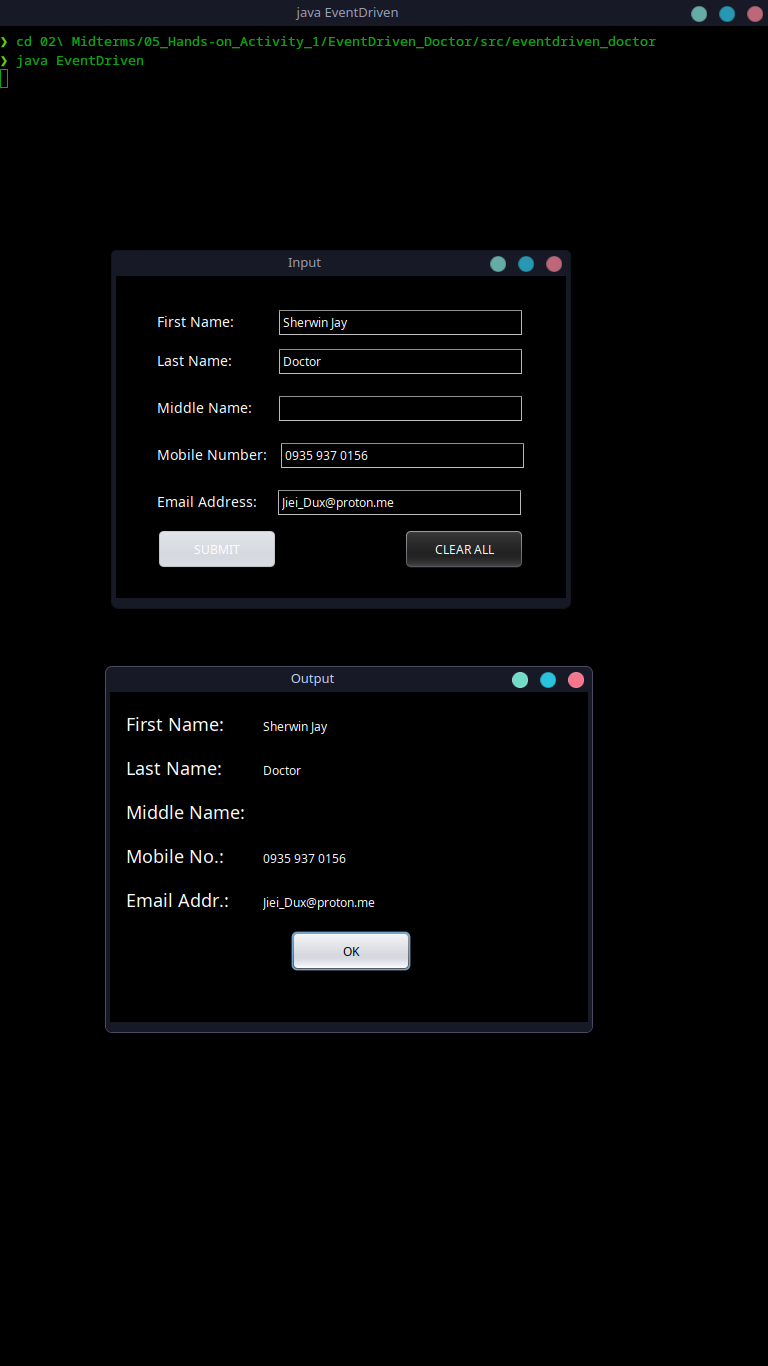 java EventDriven
❯ cd 02\ Midterms/05_Hands-on_Activity_1/EventDriven_Doctor/src/eventdriven_doctor
❯ java EventDriven
Input
First Name: Sherwin Jay
Last Name: Doctor
Middle Name:
Mobile Number: 0935 937 0156
Email Address: Jiei_Dux@proton.me
SUBMIT CLEAR ALL
Output
First Name: Sherwin Jay
Last Name: Doctor
Middle Name:
Mobile No.: 0935 937 0156
Email Addr.: Jiei_Dux@proton.me
OK